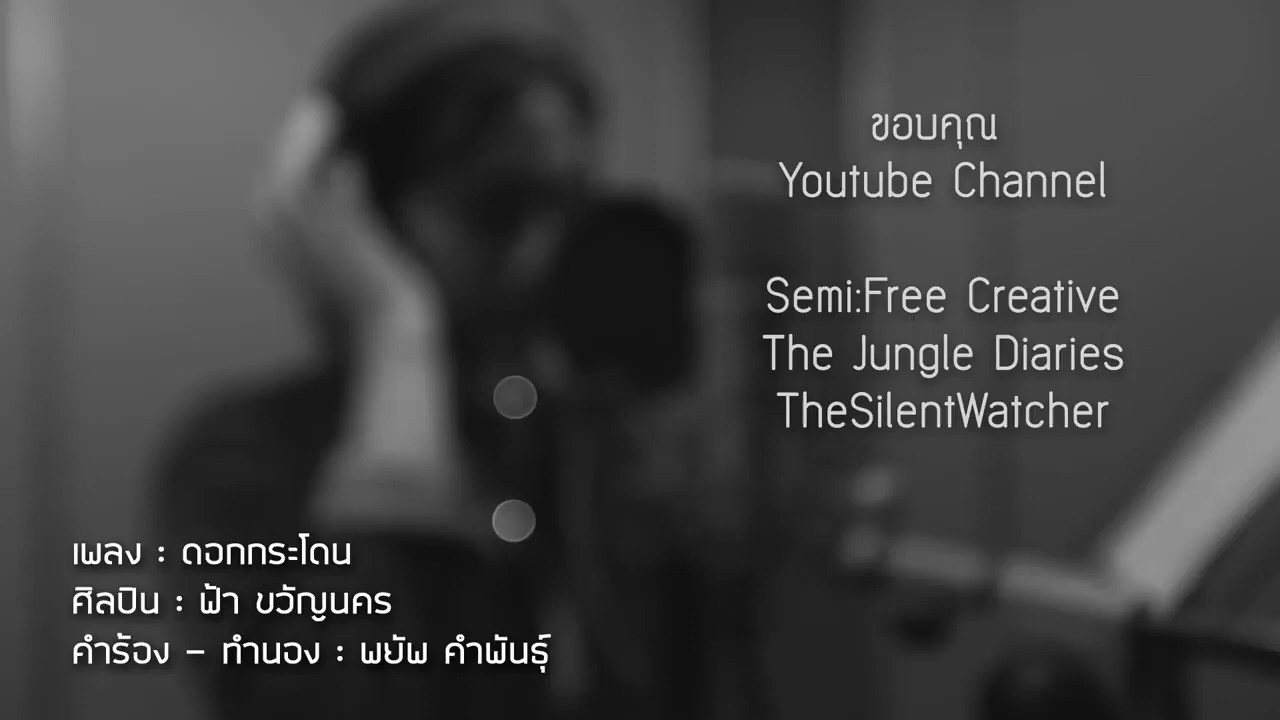 ขอบคุณ
Youtube Channel
Semi:Free Creative
The Jungle Diaries
TheSilentWatcher
เพลง : ดอกกระโดน
ศิลปิน : ฟ้า ขวัญนคร
คำร้อง – ทำนอง : พยัพ คำพันธุ์